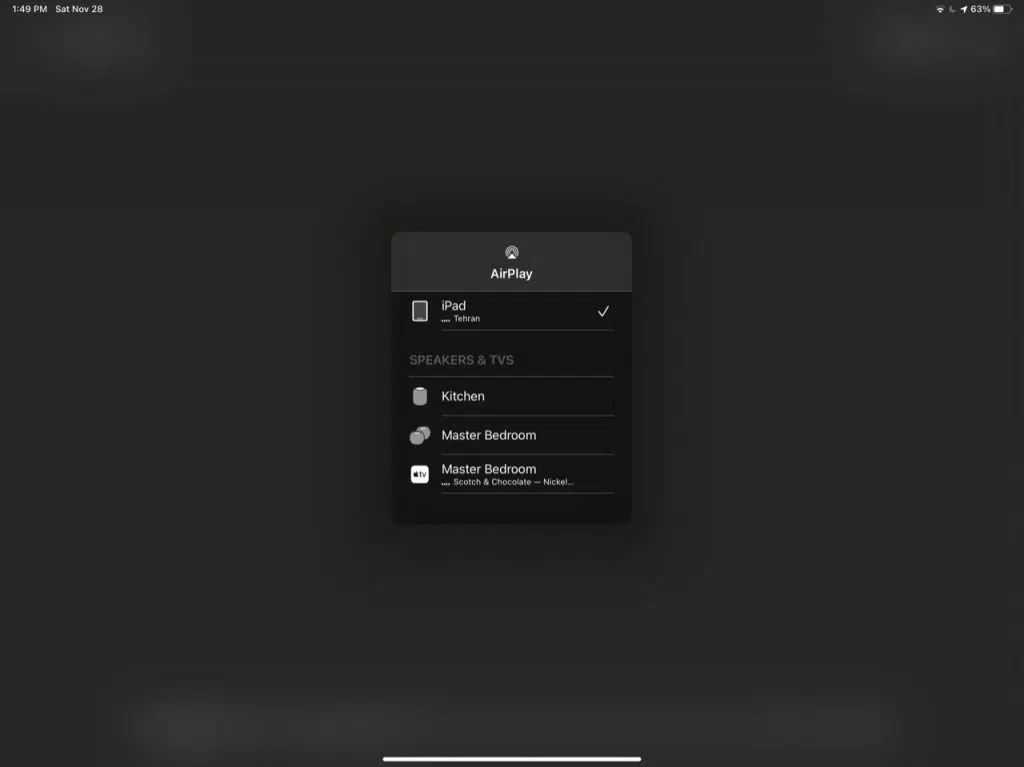 1:49 PM Sat Nov 28
63%
AirPlay
iPad
Tehran
SPEAKERS & TVS
Kitchen
Master Bedroom
tv Master Bedroom
Scotch & Chocolate — Nickel...